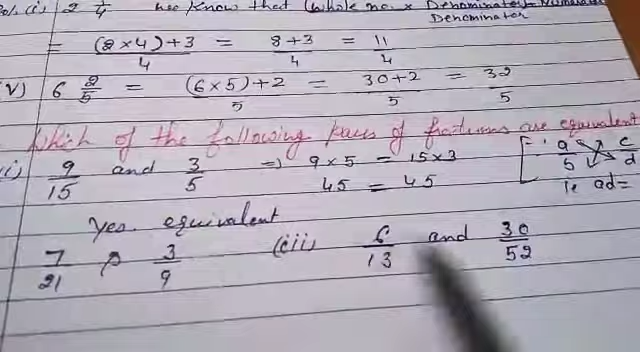 Sol. (i) 2 3/4 we know that (whole no. × Denominator + Numerator / Denominator
= (2×4)+3/4 = 8+3/4 = 11/4
(v) 6 2/5 = (6×5)+2/5 = 30+2/5 = 32/5
Which of the following pairs of fractions are equivalent
(i) 9/15 and 3/5 ⇒ 9×5 = 15×3 [ a/b c/d
45 = 45 ie ad=
Yes. equivalent
7/21 & 3/9 (iii) 6/13 and 30/52